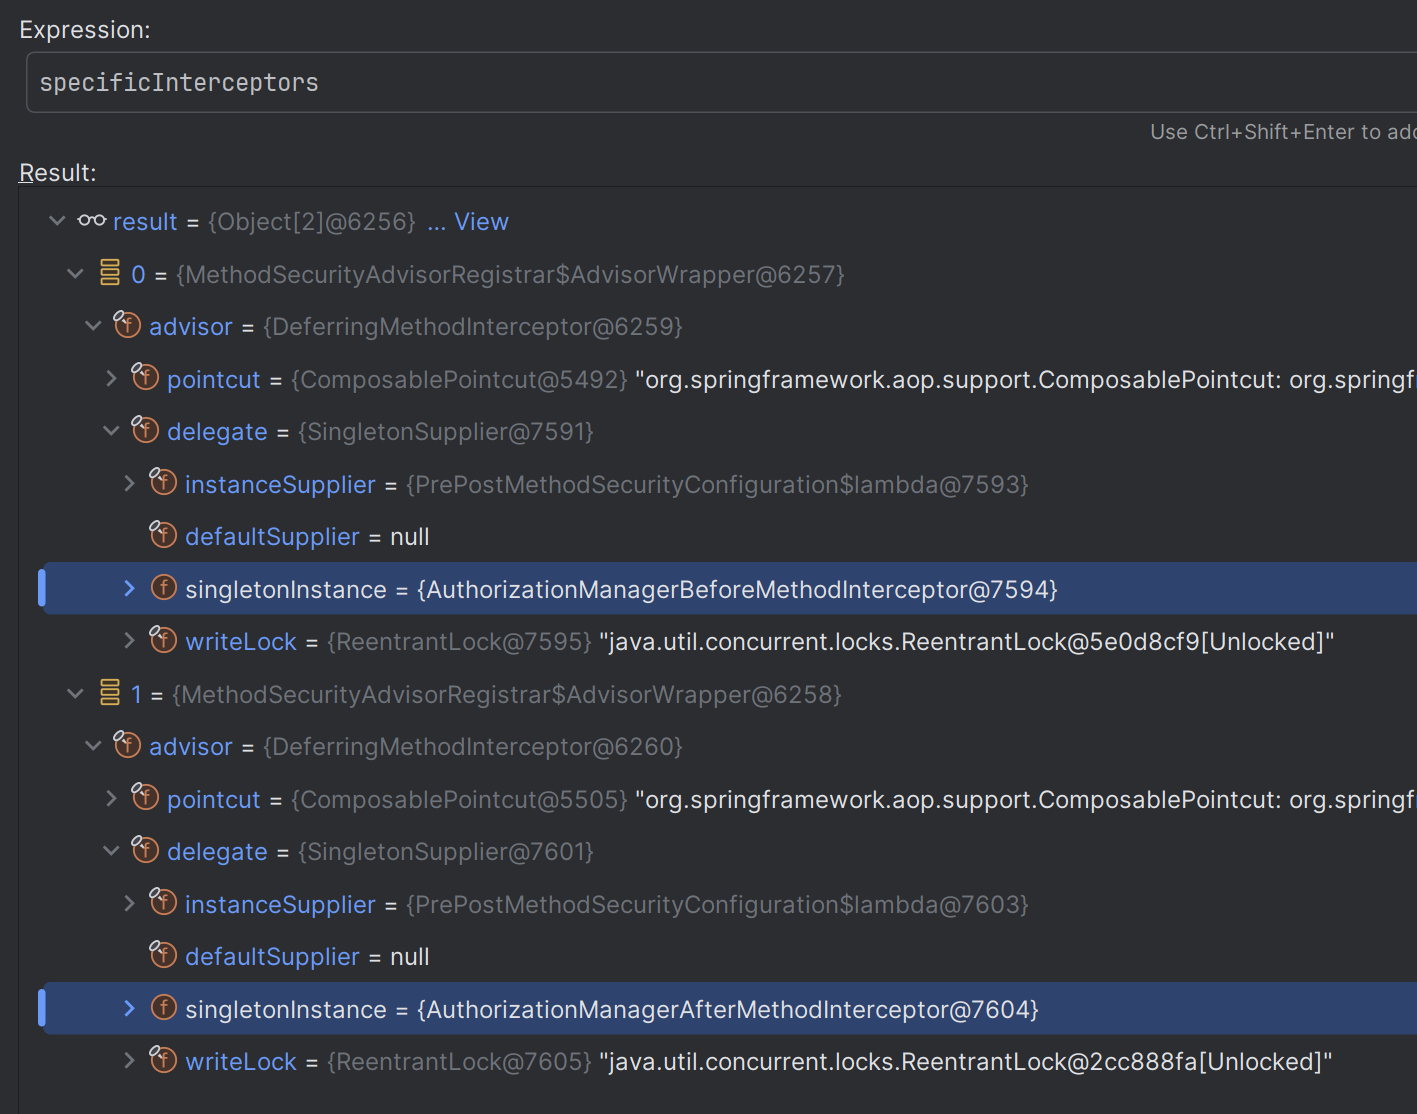 Expression:
specificInterceptors
Use Ctrl+Shift+Enter to add
Result:
result = {Object[2]@6256} ... View
0 = {MethodSecurityAdvisorRegistrar$AdvisorWrapper@6257}
advisor = {DeferringMethodInterceptor@6259}
pointcut = {ComposablePointcut@5492} "org.springframework.aop.support.ComposablePointcut: org.springf
delegate = {SingletonSupplier@7591}
instanceSupplier = {PrePostMethodSecurityConfiguration$lambda@7593}
defaultSupplier = null
singletonInstance = {AuthorizationManagerBeforeMethodInterceptor@7594}
writeLock = {ReentrantLock@7595} "java.util.concurrent.locks.ReentrantLock@5e0d8cf9[Unlocked]"
1 = {MethodSecurityAdvisorRegistrar$AdvisorWrapper@6258}
advisor = {DeferringMethodInterceptor@6260}
pointcut = {ComposablePointcut@5505} "org.springframework.aop.support.ComposablePointcut: org.springf
delegate = {SingletonSupplier@7601}
instanceSupplier = {PrePostMethodSecurityConfiguration$lambda@7603}
defaultSupplier = null
singletonInstance = {AuthorizationManagerAfterMethodInterceptor@7604}
writeLock = {ReentrantLock@7605} "java.util.concurrent.locks.ReentrantLock@2cc888fa[Unlocked]"